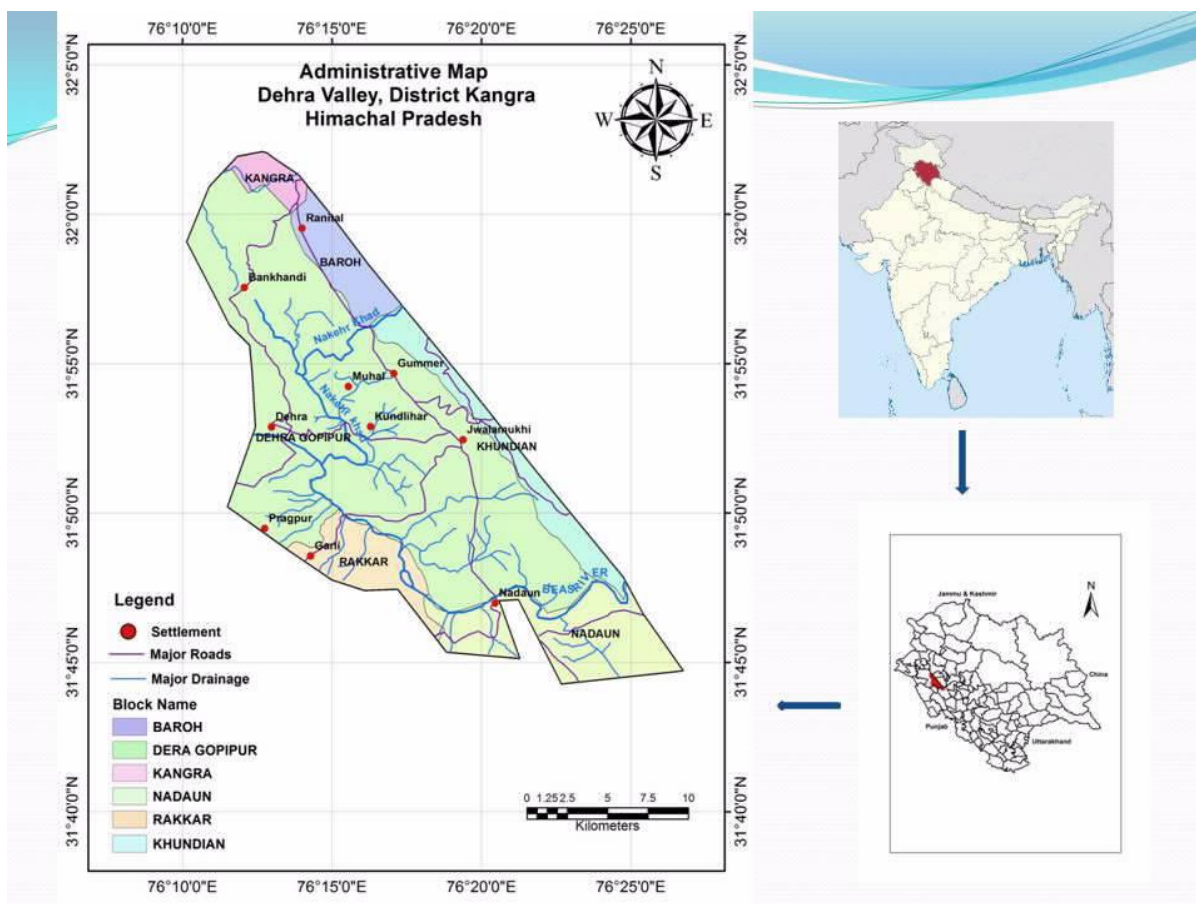 76°10'0"E 76°15'0"E 76°20'0"E 76°25'0"E
32°5'0"N
32°0'0"N
31°55'0"N
31°50'0"N
31°45'0"N
31°40'0"N
Administrative Map
Dehra Valley, District Kangra
Himachal Pradesh
N
W E
S
KANGRA
Rannal
BAROH
Bankhandi
Nakehr Khad
Gummer
Muhal
Nakehr khad
Kundlihar
Dehra
DEHRA GOPIPUR
Jwalamukhi
KHUNDIAN
Pragpur
Garli
RAKKAR
BEAS RIVER
Nadaun
NADAUN
Legend
Settlement
Major Roads
Major Drainage
Block Name
BAROH
DERA GOPIPUR
KANGRA
NADAUN
RAKKAR
KHUNDIAN
0 1.25 2.5 5 7.5 10
Kilometers
76°10'0"E 76°15'0"E 76°20'0"E 76°25'0"E
32°5'0"N
32°0'0"N
31°55'0"N
31°50'0"N
31°45'0"N
31°40'0"N
N
Jammu & Kashmir
China
Punjab
Uttarakhand